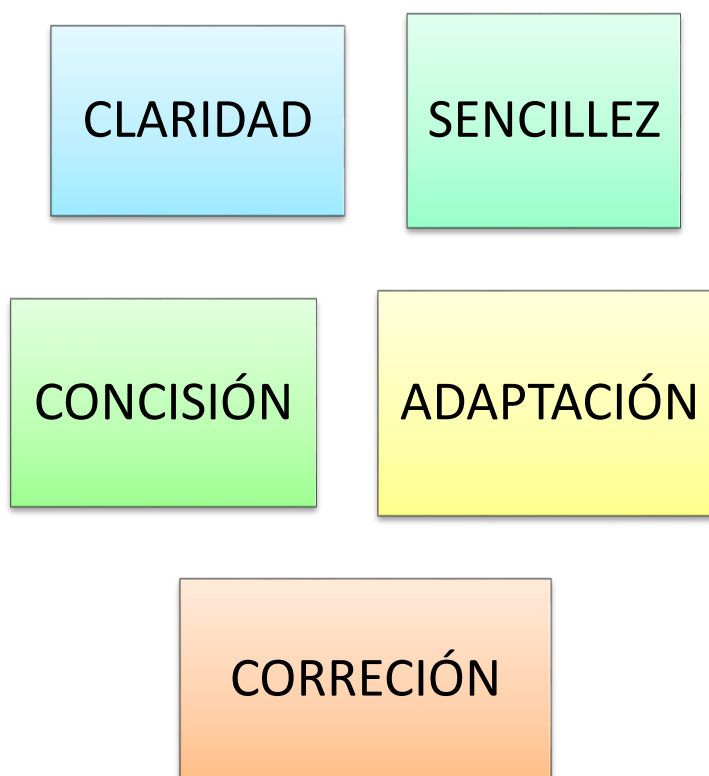 CLARIDAD
SENCILLEZ
CONCISIÓN
ADAPTACIÓN
CORRECIÓN